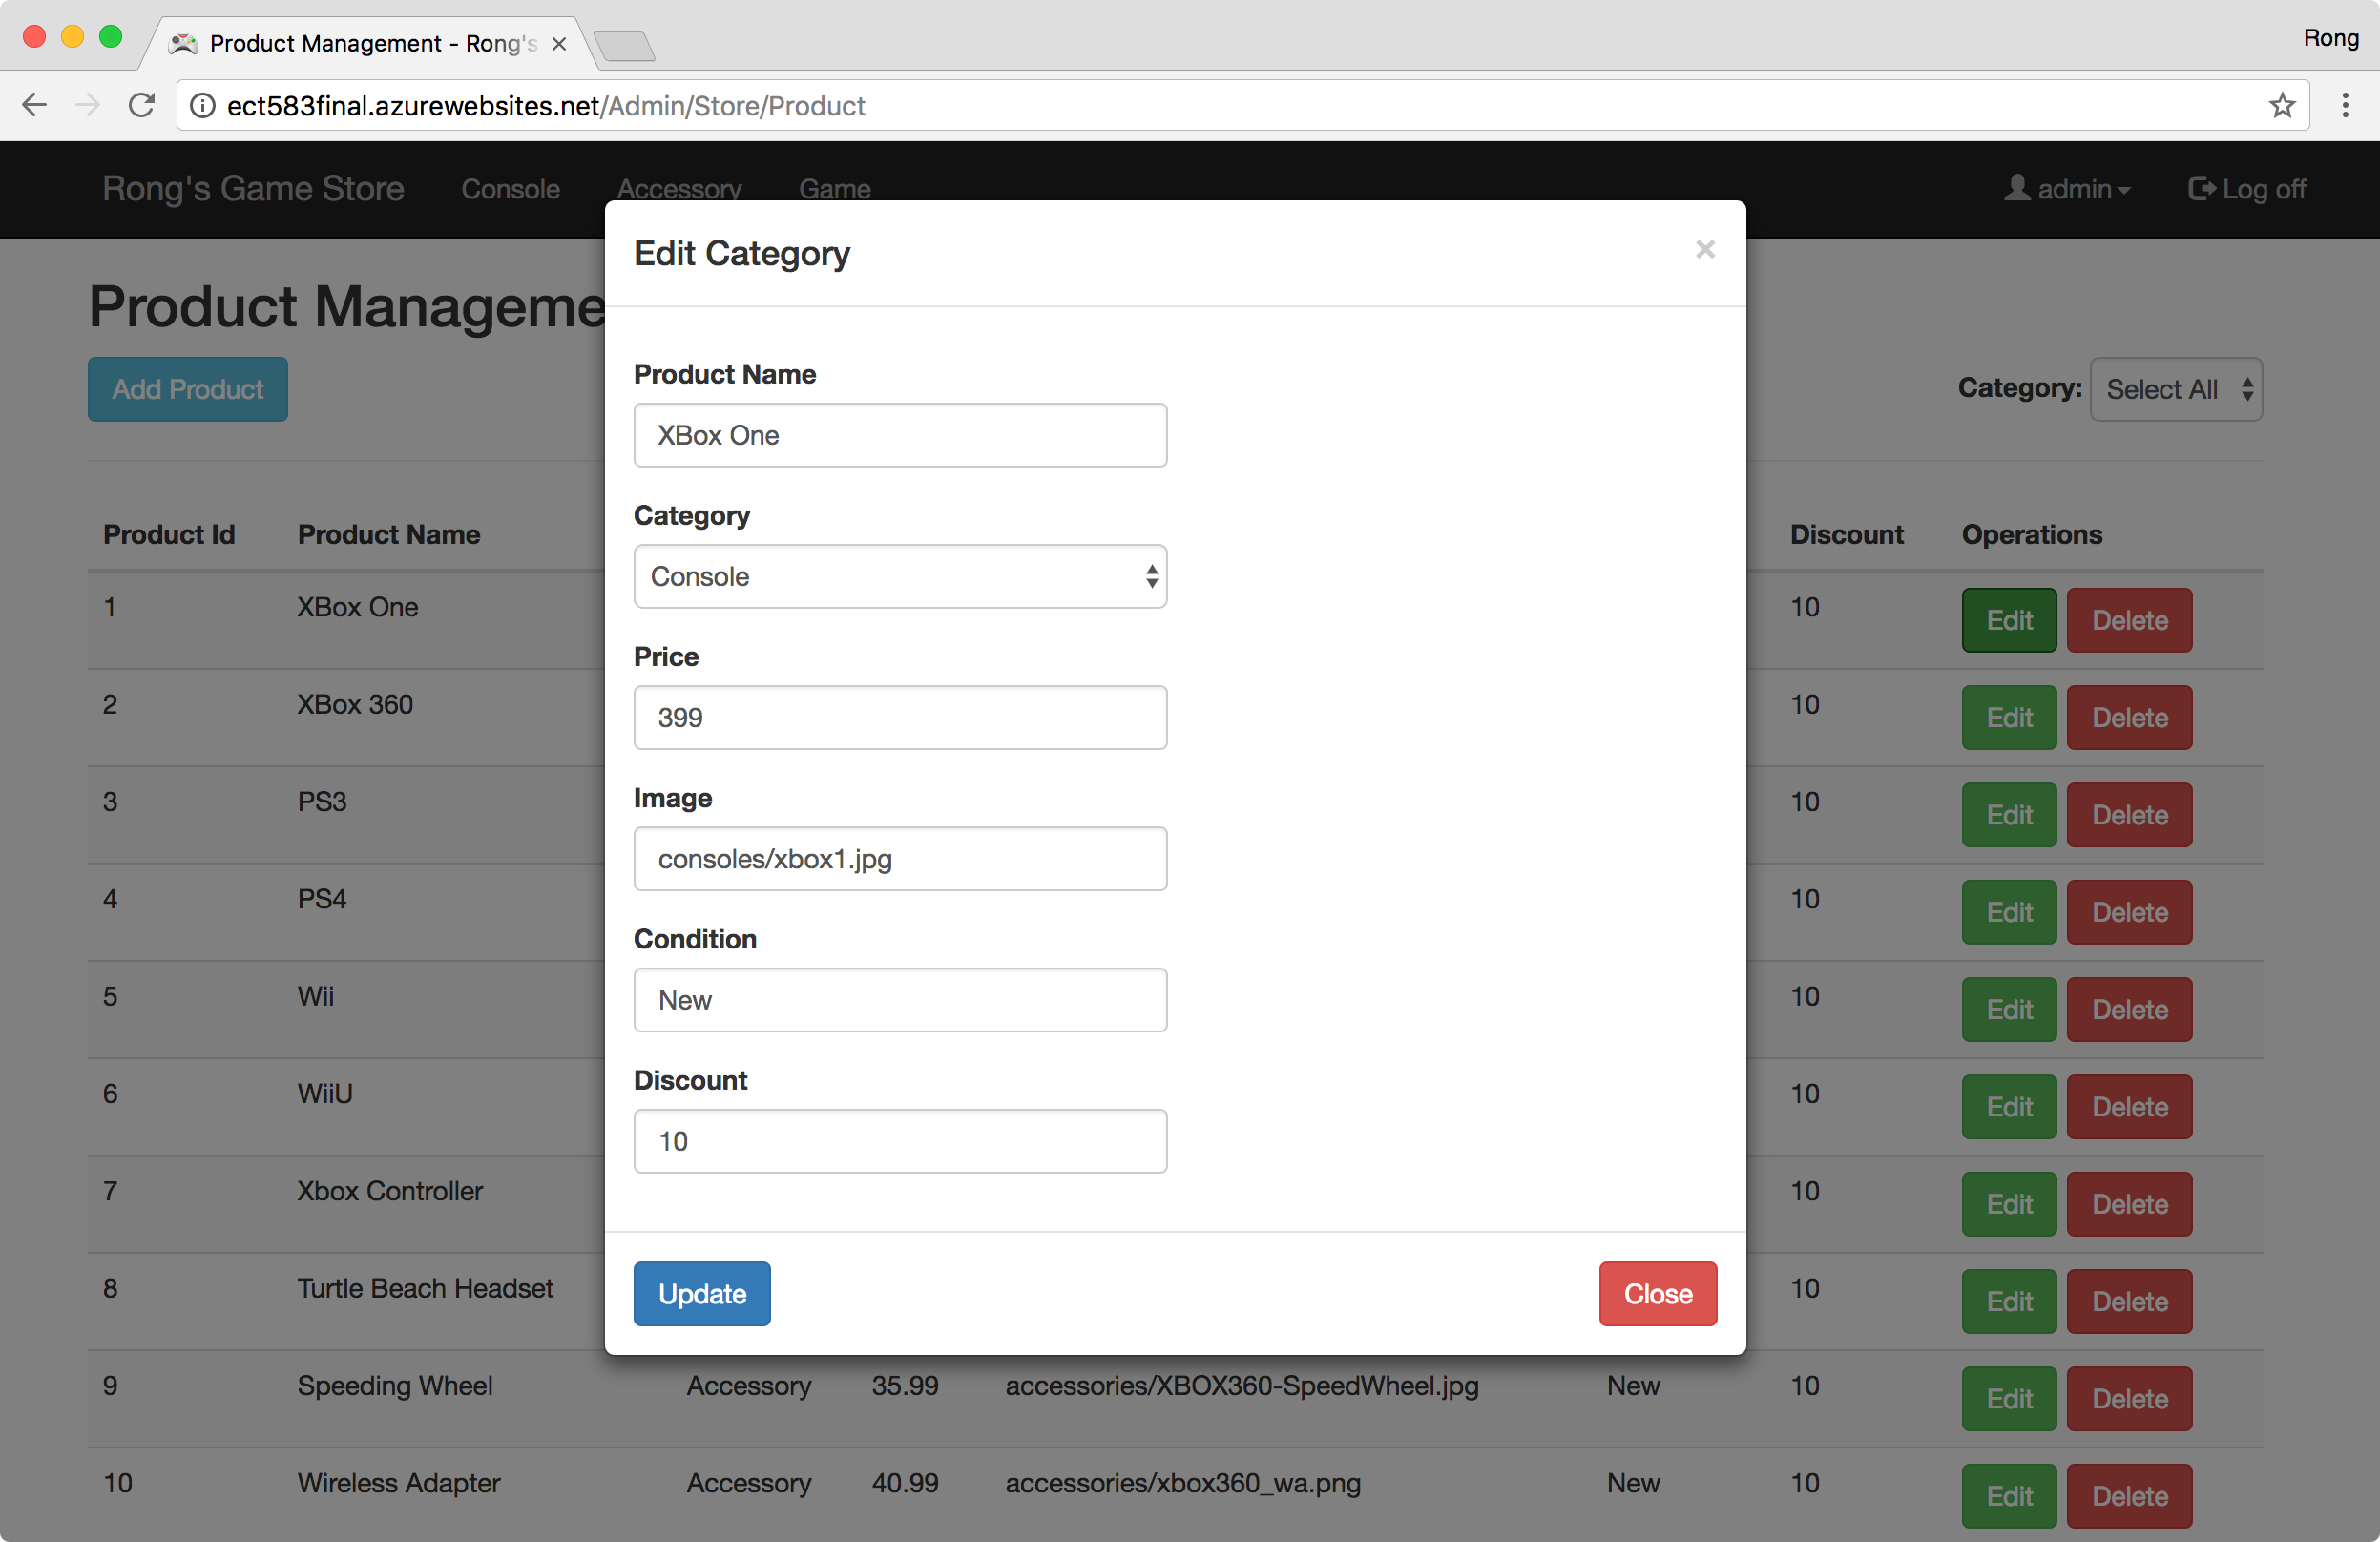 Product Management - Rong's
Rong
ect583final.azurewebsites.net/Admin/Store/Product
Rong's Game Store Console Accessory Game admin Log off
Edit Category ×
Product Manageme
Add Product Category: Select All
Product Name
XBox One
Category
Console
Price
399
Image
consoles/xbox1.jpg
Condition
New
Discount
10
Update Close
Product Id Product Name Discount Operations
1 XBox One 10 Edit Delete
2 XBox 360 10 Edit Delete
3 PS3 10 Edit Delete
4 PS4 10 Edit Delete
5 Wii 10 Edit Delete
6 WiiU 10 Edit Delete
7 Xbox Controller 10 Edit Delete
8 Turtle Beach Headset 10 Edit Delete
9 Speeding Wheel Accessory 35.99 accessories/XBOX360-SpeedWheel.jpg New 10 Edit Delete
10 Wireless Adapter Accessory 40.99 accessories/xbox360_wa.png New 10 Edit Delete